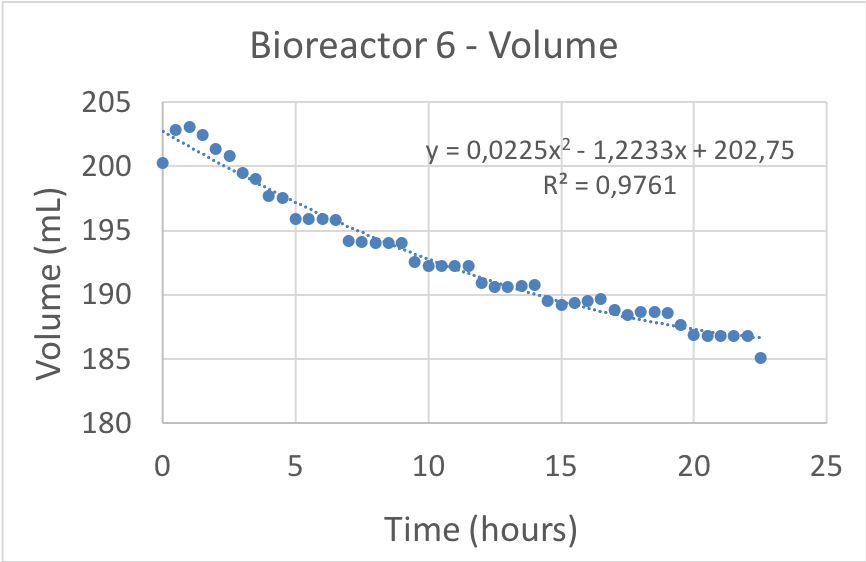 Bioreactor 6 - Volume
y = 0,0225x² - 1,2233x + 202,75
R² = 0,9761
Volume (mL)
205
200
195
190
185
180
0 5 10 15 20 25
Time (hours)